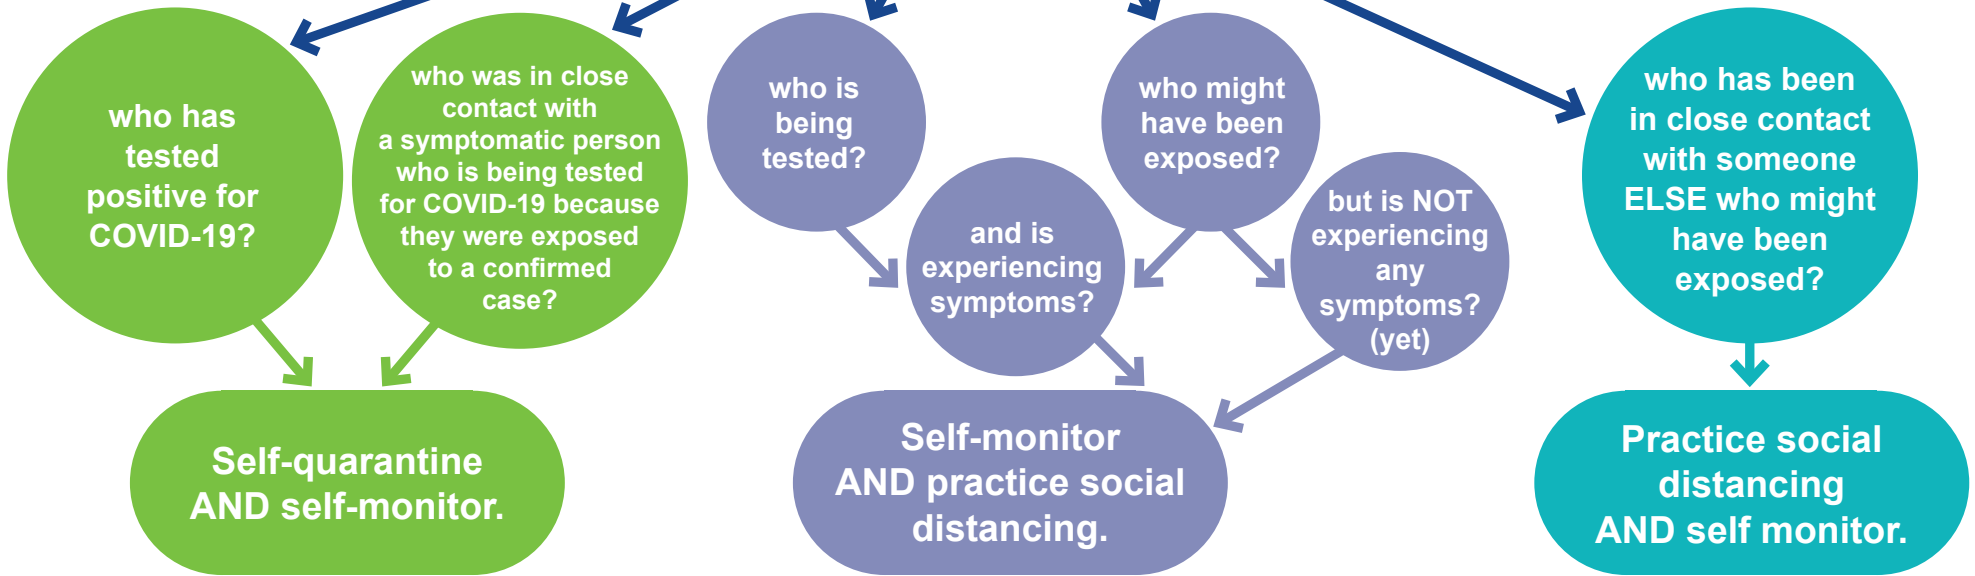 who has
tested
positive for
COVID-19?
who was in close
contact with
a symptomatic person
who is being tested
for COVID-19 because
they were exposed
to a confirmed
case?
who is
being
tested?
and is
experiencing
symptoms?
who might
have been
exposed?
but is NOT
experiencing
any
symptoms?
(yet)
who has been
in close contact
with someone
ELSE who might
have been
exposed?
Self-quarantine
AND self-monitor.
Self-monitor
AND practice social
distancing.
Practice social
distancing
AND self monitor.